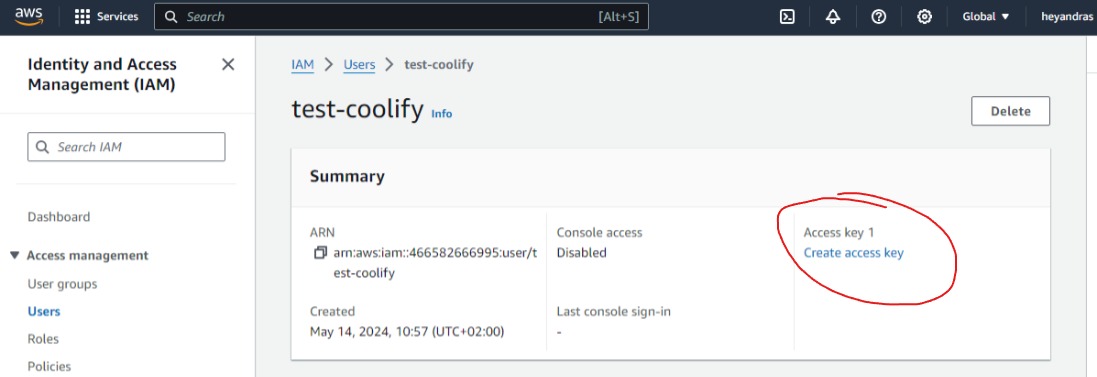 aws
Services
Search
[Alt+S]
Global
heyandras
Identity and Access
Management (IAM)
Search IAM
Dashboard
Access management
User groups
Users
Roles
Policies
IAM > Users > test-coolify
test-coolify Info
Delete
Summary
ARN
arn:aws:iam::466582666995:user/t
est-coolify
Created
May 14, 2024, 10:57 (UTC+02:00)
Console access
Disabled
Last console sign-in
-
Access key 1
Create access key